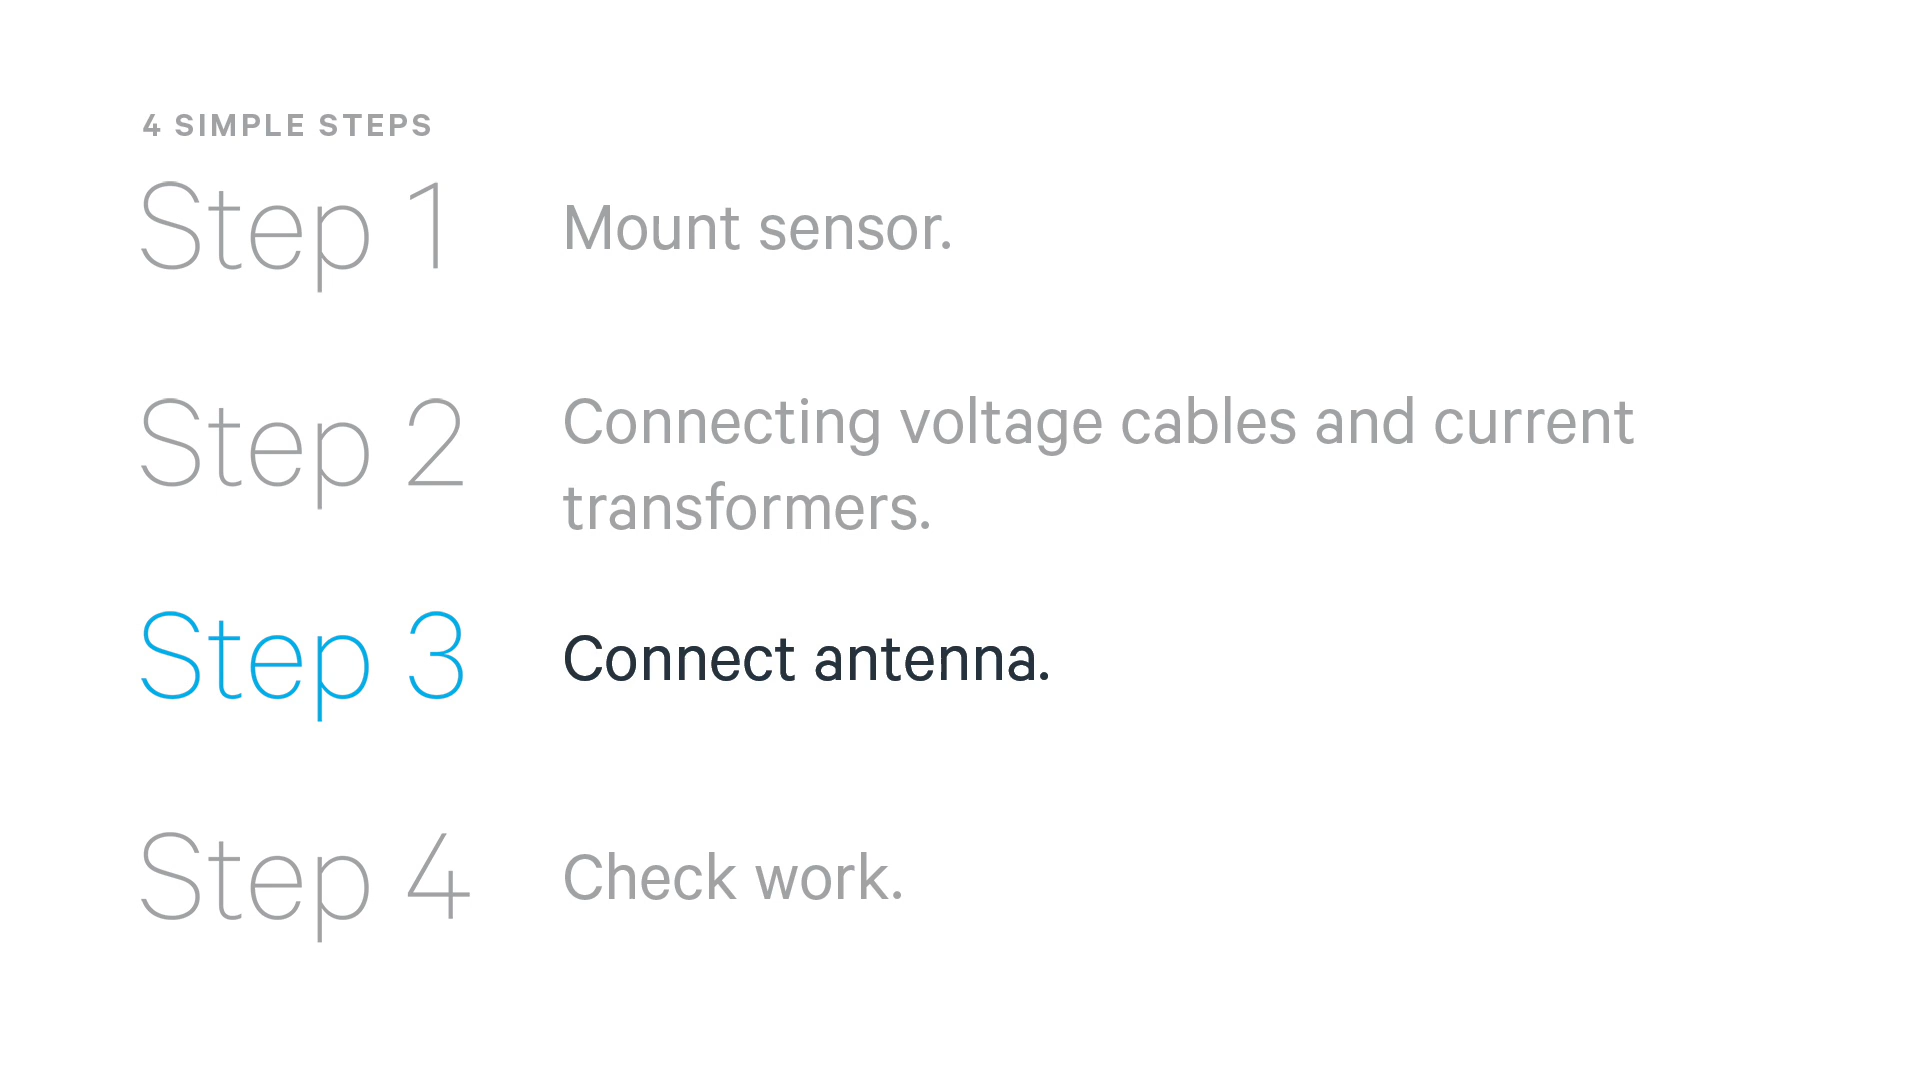 4 SIMPLE STEPS
Step 1 Mount sensor.
Step 2 Connecting voltage cables and current
transformers.
Step 3 Connect antenna.
Step 4 Check work.